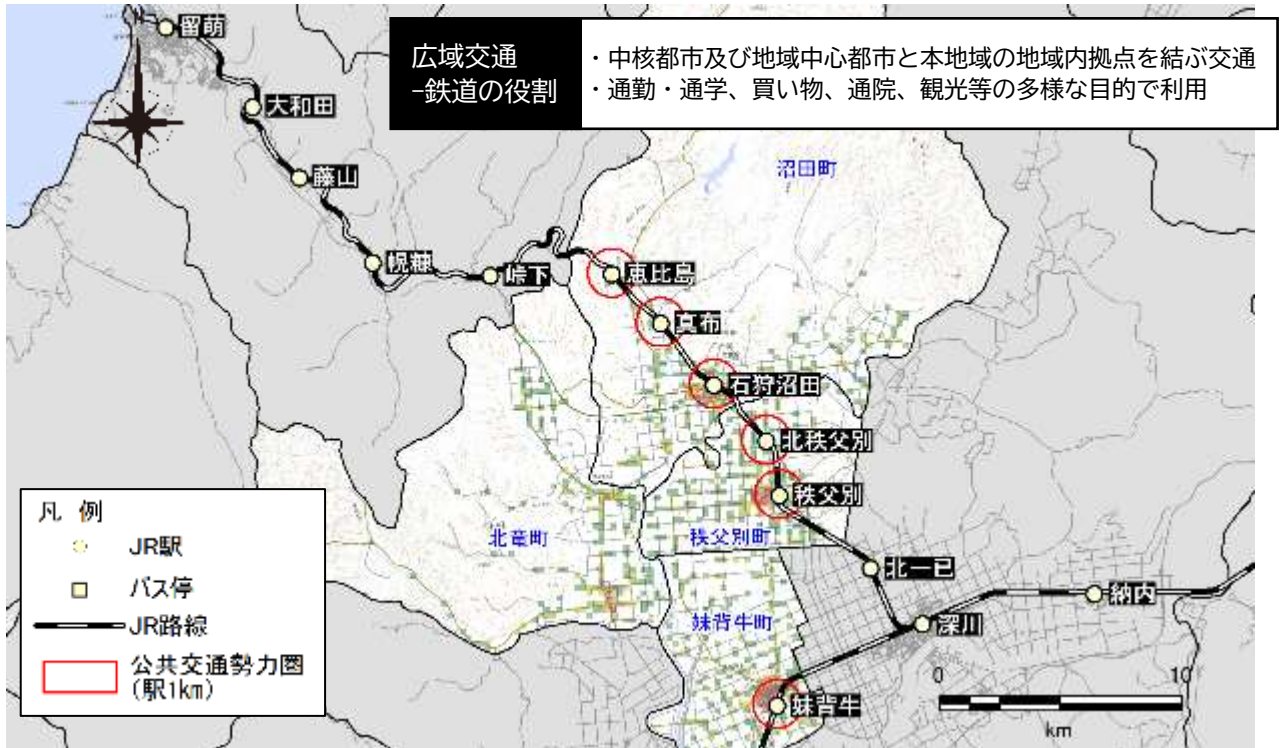 留萌
大和田
藤山
幌糠
峠下
恵比島
真布
石狩沼田
北秩父別
秩父別
北一已
深川
納内
妹背牛
広域交通
-鉄道の役割
・中核都市及び地域中心都市と本地域の地域内拠点を結ぶ交通
・通勤・通学、買い物、通院、観光等の多様な目的で利用
沼田町
北竜町
秩父別町
妹背牛町
凡 例
JR駅
バス停
JR路線
公共交通勢力圏
(駅1km)
0 10
km